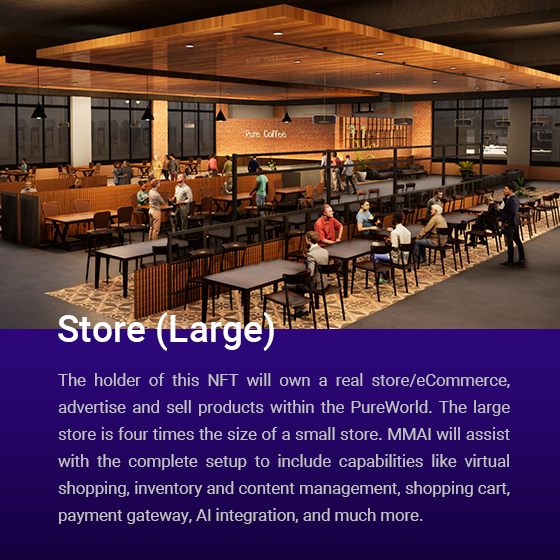 Pure Coffee
Store (Large)
The holder of this NFT will own a real store/eCommerce,
advertise and sell products within the PureWorld. The large
store is four times the size of a small store. MMAI will assist
with the complete setup to include capabilities like virtual
shopping, inventory and content management, shopping cart,
payment gateway, AI integration, and much more.